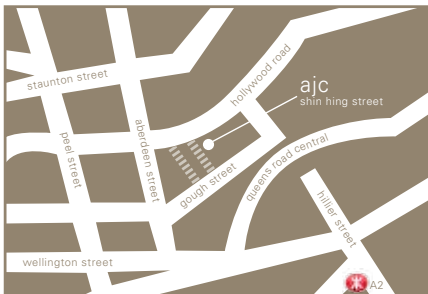 hollywood road
staunton street
ajc
shin hing street
peel street
aberdeen street
queens road central
gough street
hillier street
wellington street
A2